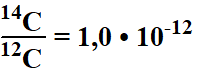 ¹⁴C
¹²C = 1,0 • 10⁻¹²